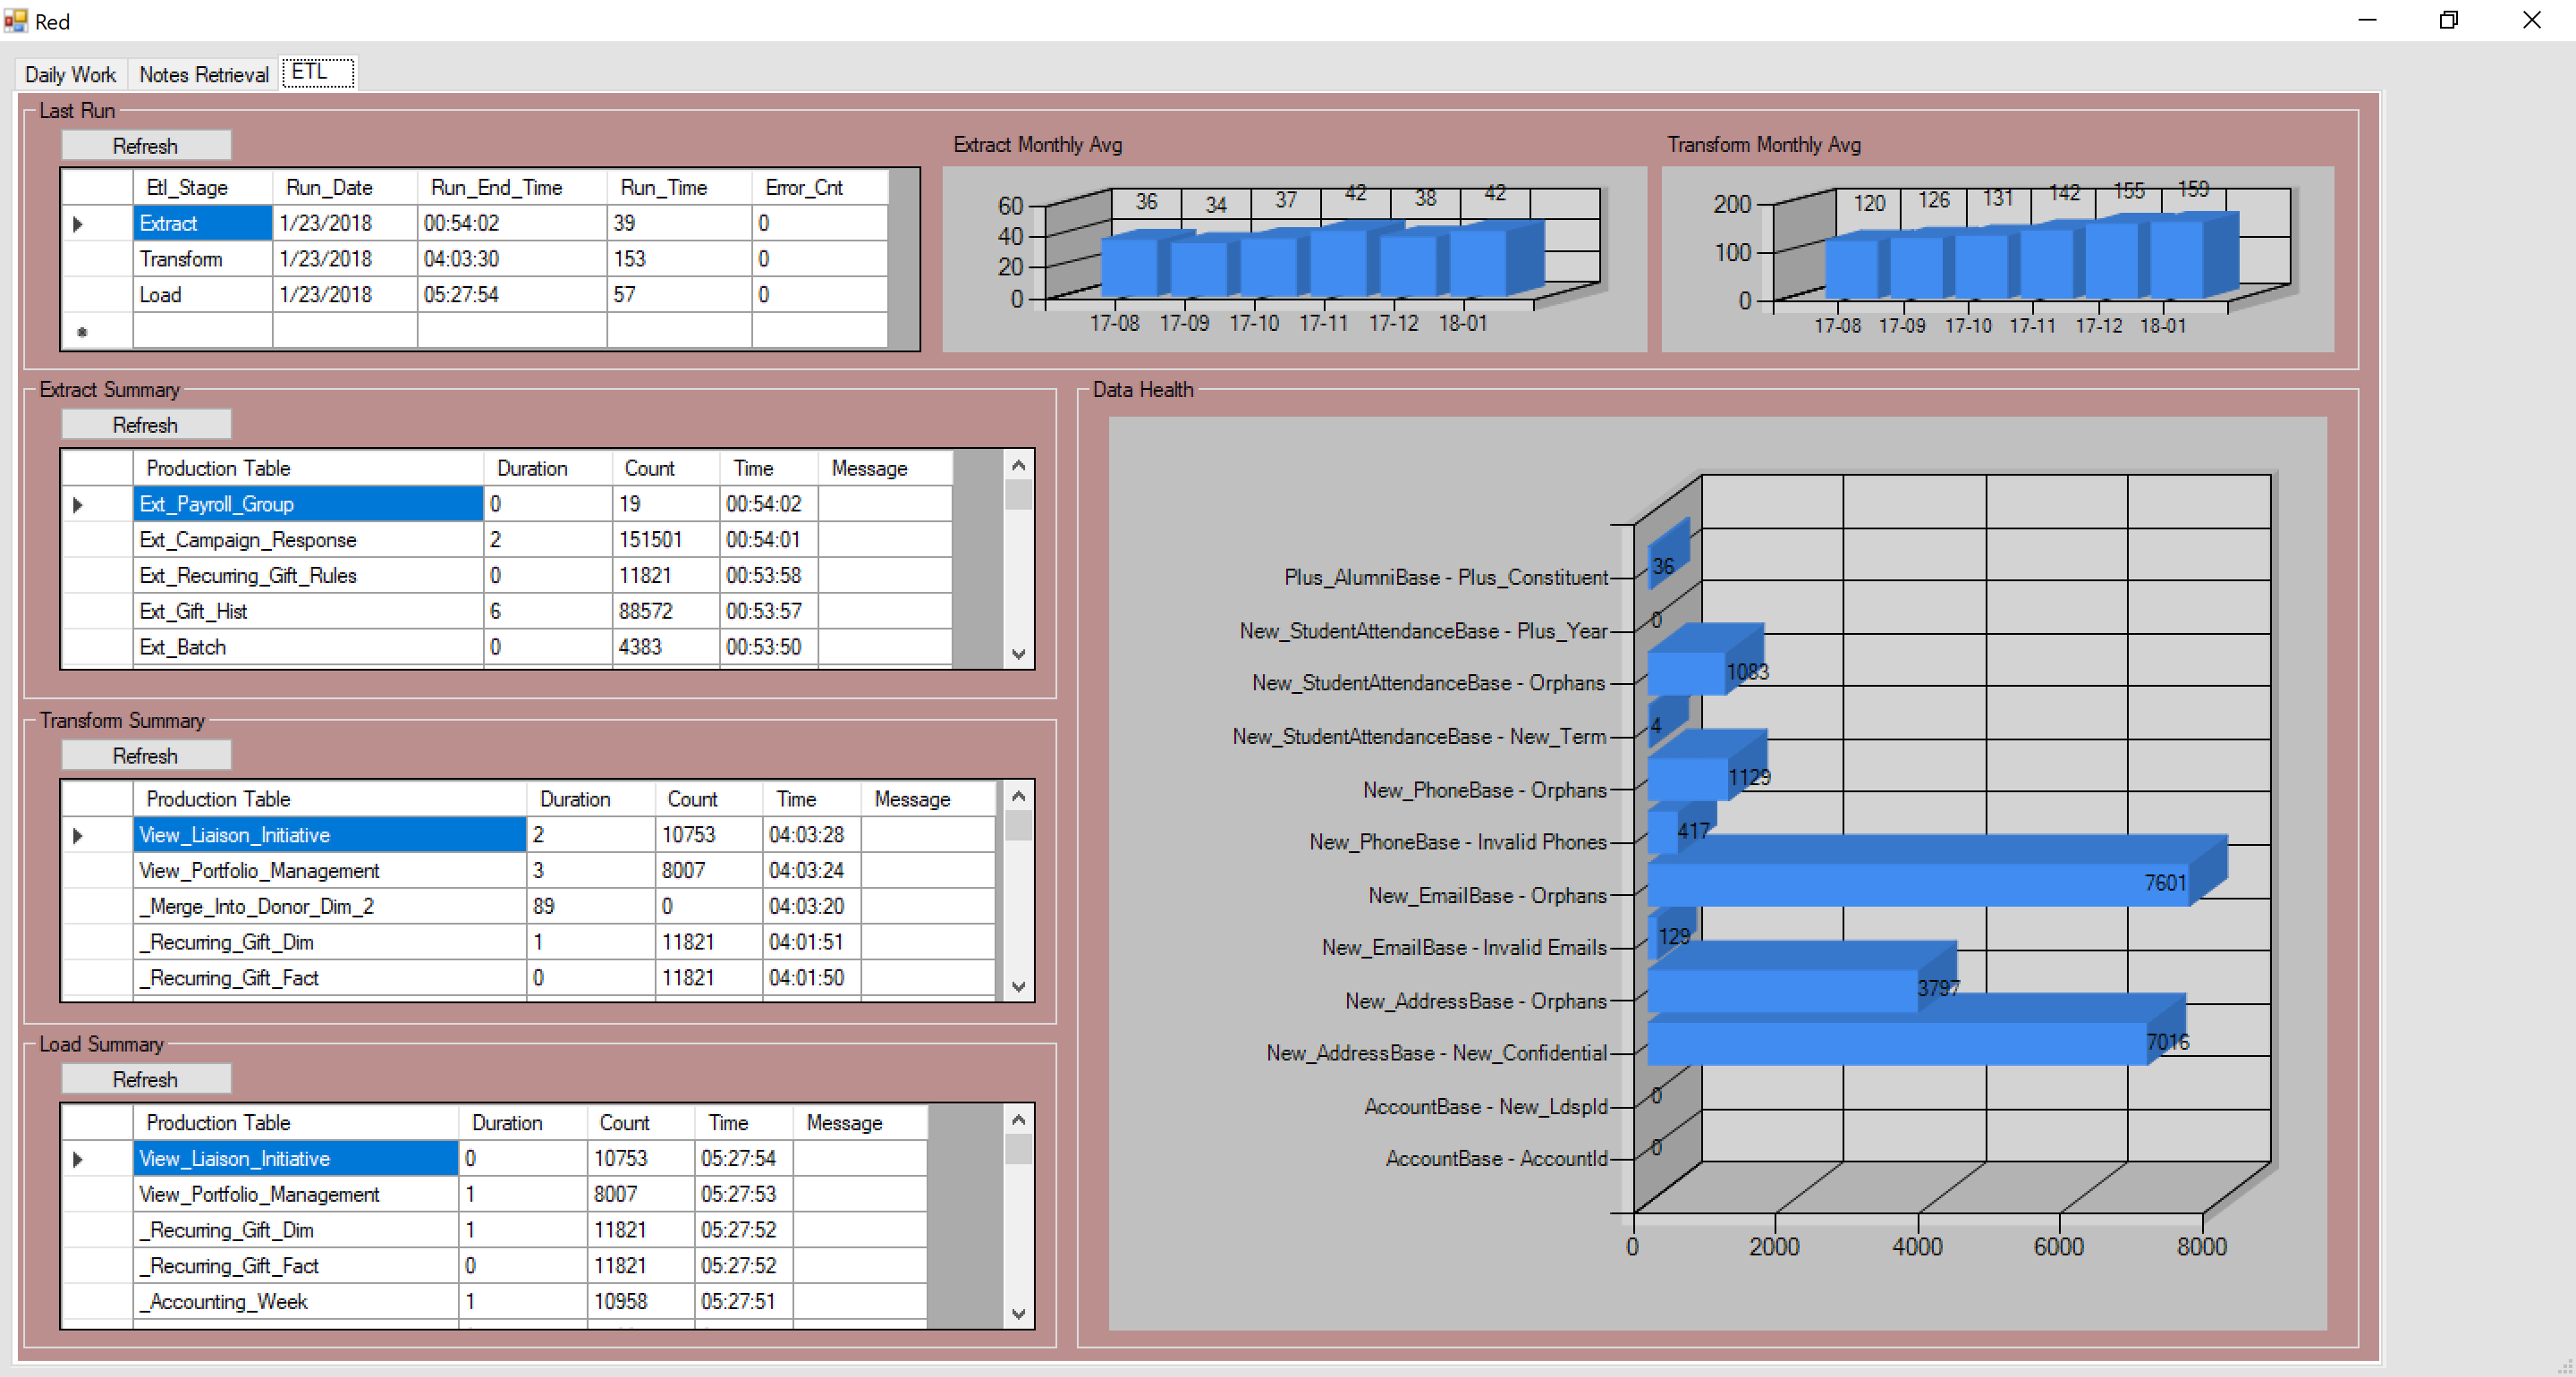 Red
Daily Work Notes Retrieval ETL
Last Run
Refresh
Etl_Stage Run_Date Run_End_Time Run_Time Error_Cnt
Extract 1/23/2018 00:54:02 39 0
Transform 1/23/2018 04:03:30 153 0
Load 1/23/2018 05:27:54 57 0
Extract Monthly Avg
60 40 20 0
36 34 37 42 38 42
17-08 17-09 17-10 17-11 17-12 18-01
Transform Monthly Avg
200 100 0
120 126 131 142 155 159
17-08 17-09 17-10 17-11 17-12 18-01
Extract Summary
Refresh
Production Table Duration Count Time Message
Ext_Payroll_Group 0 19 00:54:02
Ext_Campaign_Response 2 151501 00:54:01
Ext_Recurring_Gift_Rules 0 11821 00:53:58
Ext_Gift_Hist 6 88572 00:53:57
Ext_Batch 0 4383 00:53:50
Transform Summary
Refresh
Production Table Duration Count Time Message
View_Liaison_Initiative 2 10753 04:03:28
View_Portfolio_Management 3 8007 04:03:24
_Merge_Into_Donor_Dim_2 89 0 04:03:20
_Recurring_Gift_Dim 1 11821 04:01:51
_Recurring_Gift_Fact 0 11821 04:01:50
Load Summary
Refresh
Production Table Duration Count Time Message
View_Liaison_Initiative 0 10753 05:27:54
View_Portfolio_Management 1 8007 05:27:53
_Recurring_Gift_Dim 1 11821 05:27:52
_Recurring_Gift_Fact 0 11821 05:27:52
_Accounting_Week 1 10958 05:27:51
Data Health
Plus_AlumniBase - Plus_Constituent 36
New_StudentAttendanceBase - Plus_Year 0
New_StudentAttendanceBase - Orphans 1083
New_StudentAttendanceBase - New_Term 4
New_PhoneBase - Orphans 1129
New_PhoneBase - Invalid Phones 417
New_EmailBase - Orphans 7601
New_EmailBase - Invalid Emails 129
New_AddressBase - Orphans 3797
New_AddressBase - New_Confidential 7016
AccountBase - New_LdspId 0
AccountBase - AccountId 0
0 2000 4000 6000 8000